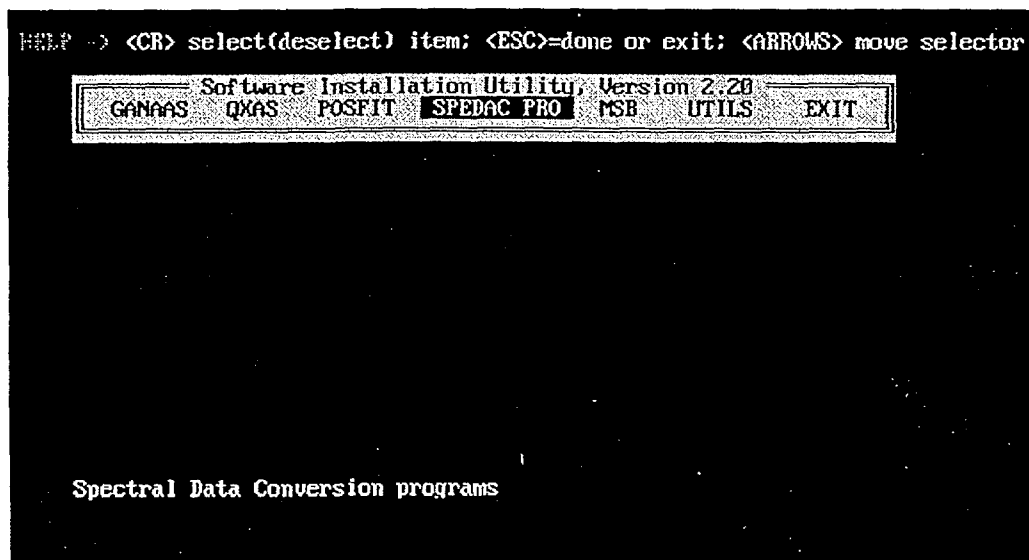 HELP -> <CR> select(deselect) item; <ESC>=done or exit; <ARROWS> move selector
Software Installation Utility, Version 2.20
GANAAS QXAS POSFIT SPEDAC PRO MSB UTILS EXIT
Spectral Data Conversion programs